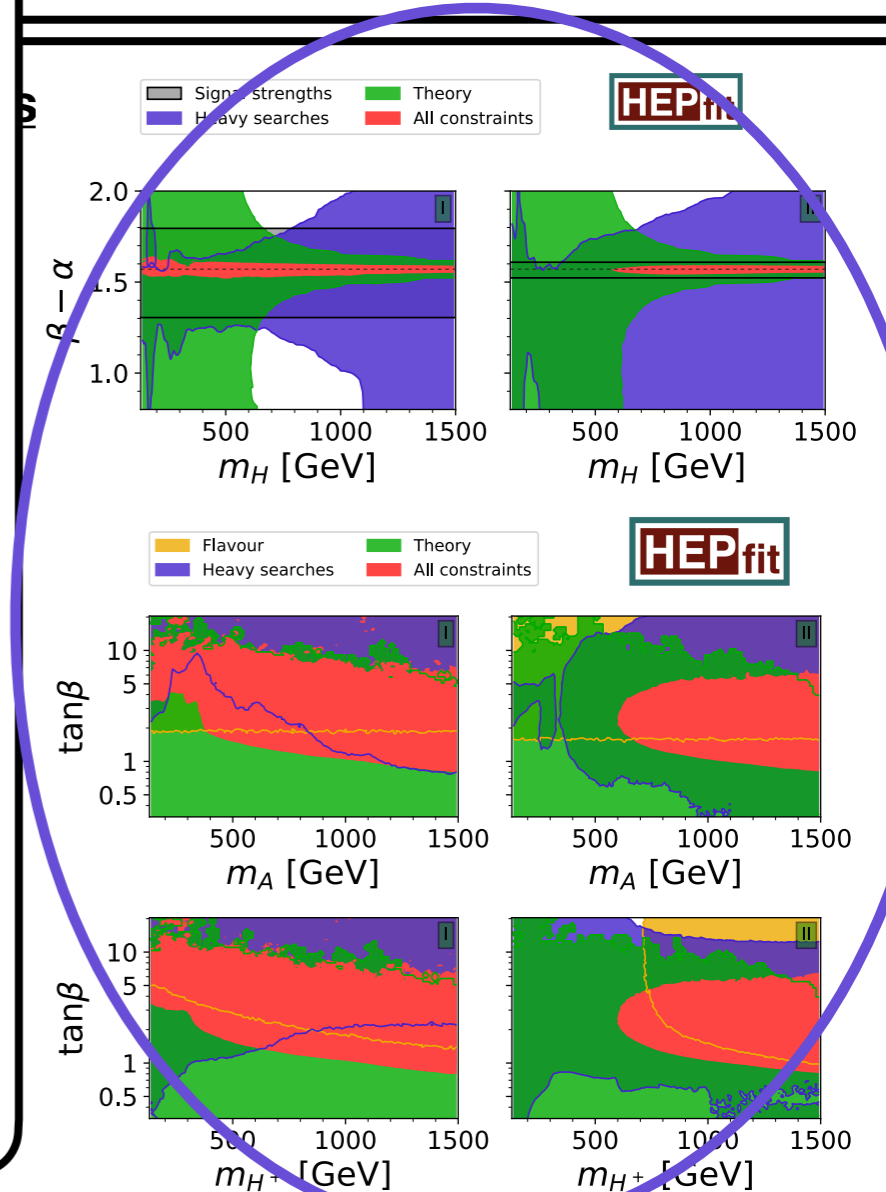 s
Signal strengths Theory
Heavy searches All constraints
HEPfit
2.0
1.5
1.0
β − α
I
II
500 1000 1500
500 1000 1500
m_H [GeV]
m_H [GeV]
Flavour Theory
Heavy searches All constraints
HEPfit
10
5
1
0.5
tanβ
I
II
500 1000 1500
500 1000 1500
m_A [GeV]
m_A [GeV]
10
5
1
0.5
tanβ
I
II
500 1000 1500
500 1000 1500
m_H+ [GeV]
m_H+ [GeV]